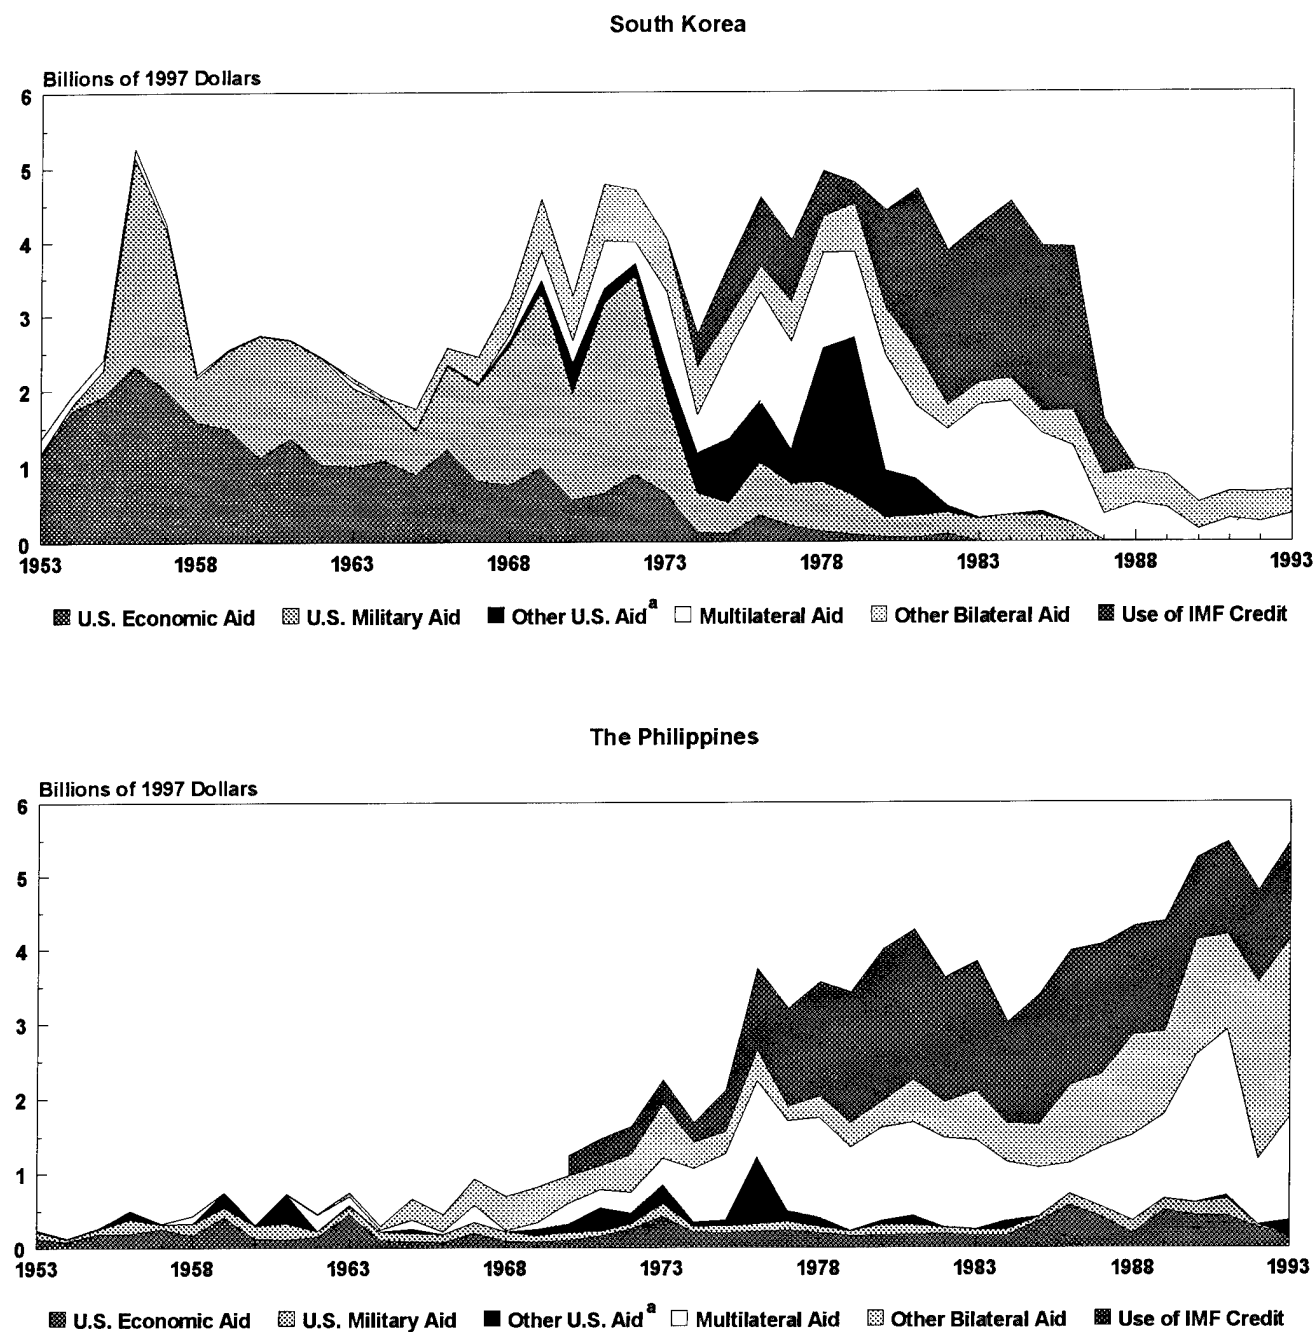 South Korea
Billions of 1997 Dollars
6
5
4
3
2
1
0
1953 1958 1963 1968 1973 1978 1983 1988 1993
U.S. Economic Aid U.S. Military Aid Other U.S. Aid a Multilateral Aid Other Bilateral Aid Use of IMF Credit
The Philippines
Billions of 1997 Dollars
6
5
4
3
2
1
0
1953 1958 1963 1968 1973 1978 1983 1988 1993
U.S. Economic Aid U.S. Military Aid Other U.S. Aid a Multilateral Aid Other Bilateral Aid Use of IMF Credit